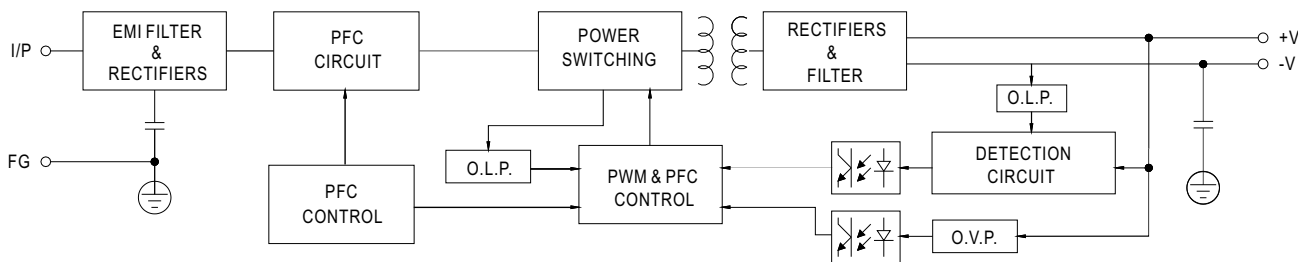 I/P
EMI FILTER
&
RECTIFIERS
PFC
CIRCUIT
POWER
SWITCHING
RECTIFIERS
&
FILTER
+V
-V
O.L.P.
FG
PFC
CONTROL
O.L.P.
PWM & PFC
CONTROL
DETECTION
CIRCUIT
O.V.P.